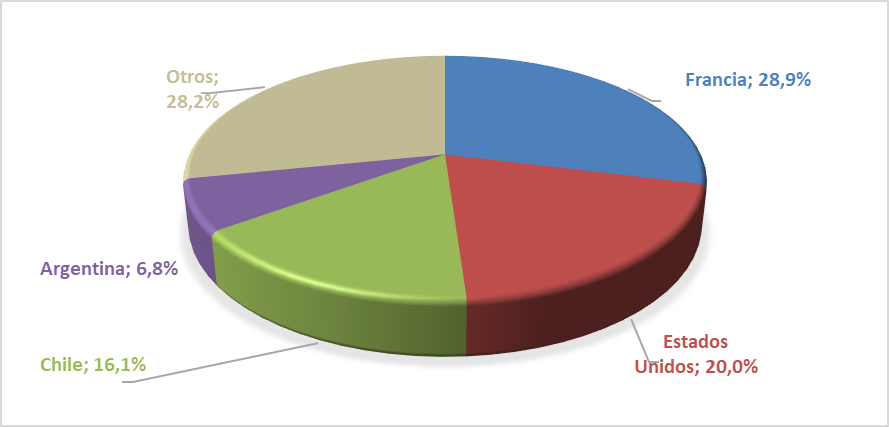 Otros;
28,2%
Francia; 28,9%
Argentina; 6,8%
Chile; 16,1%
Estados
Unidos; 20,0%